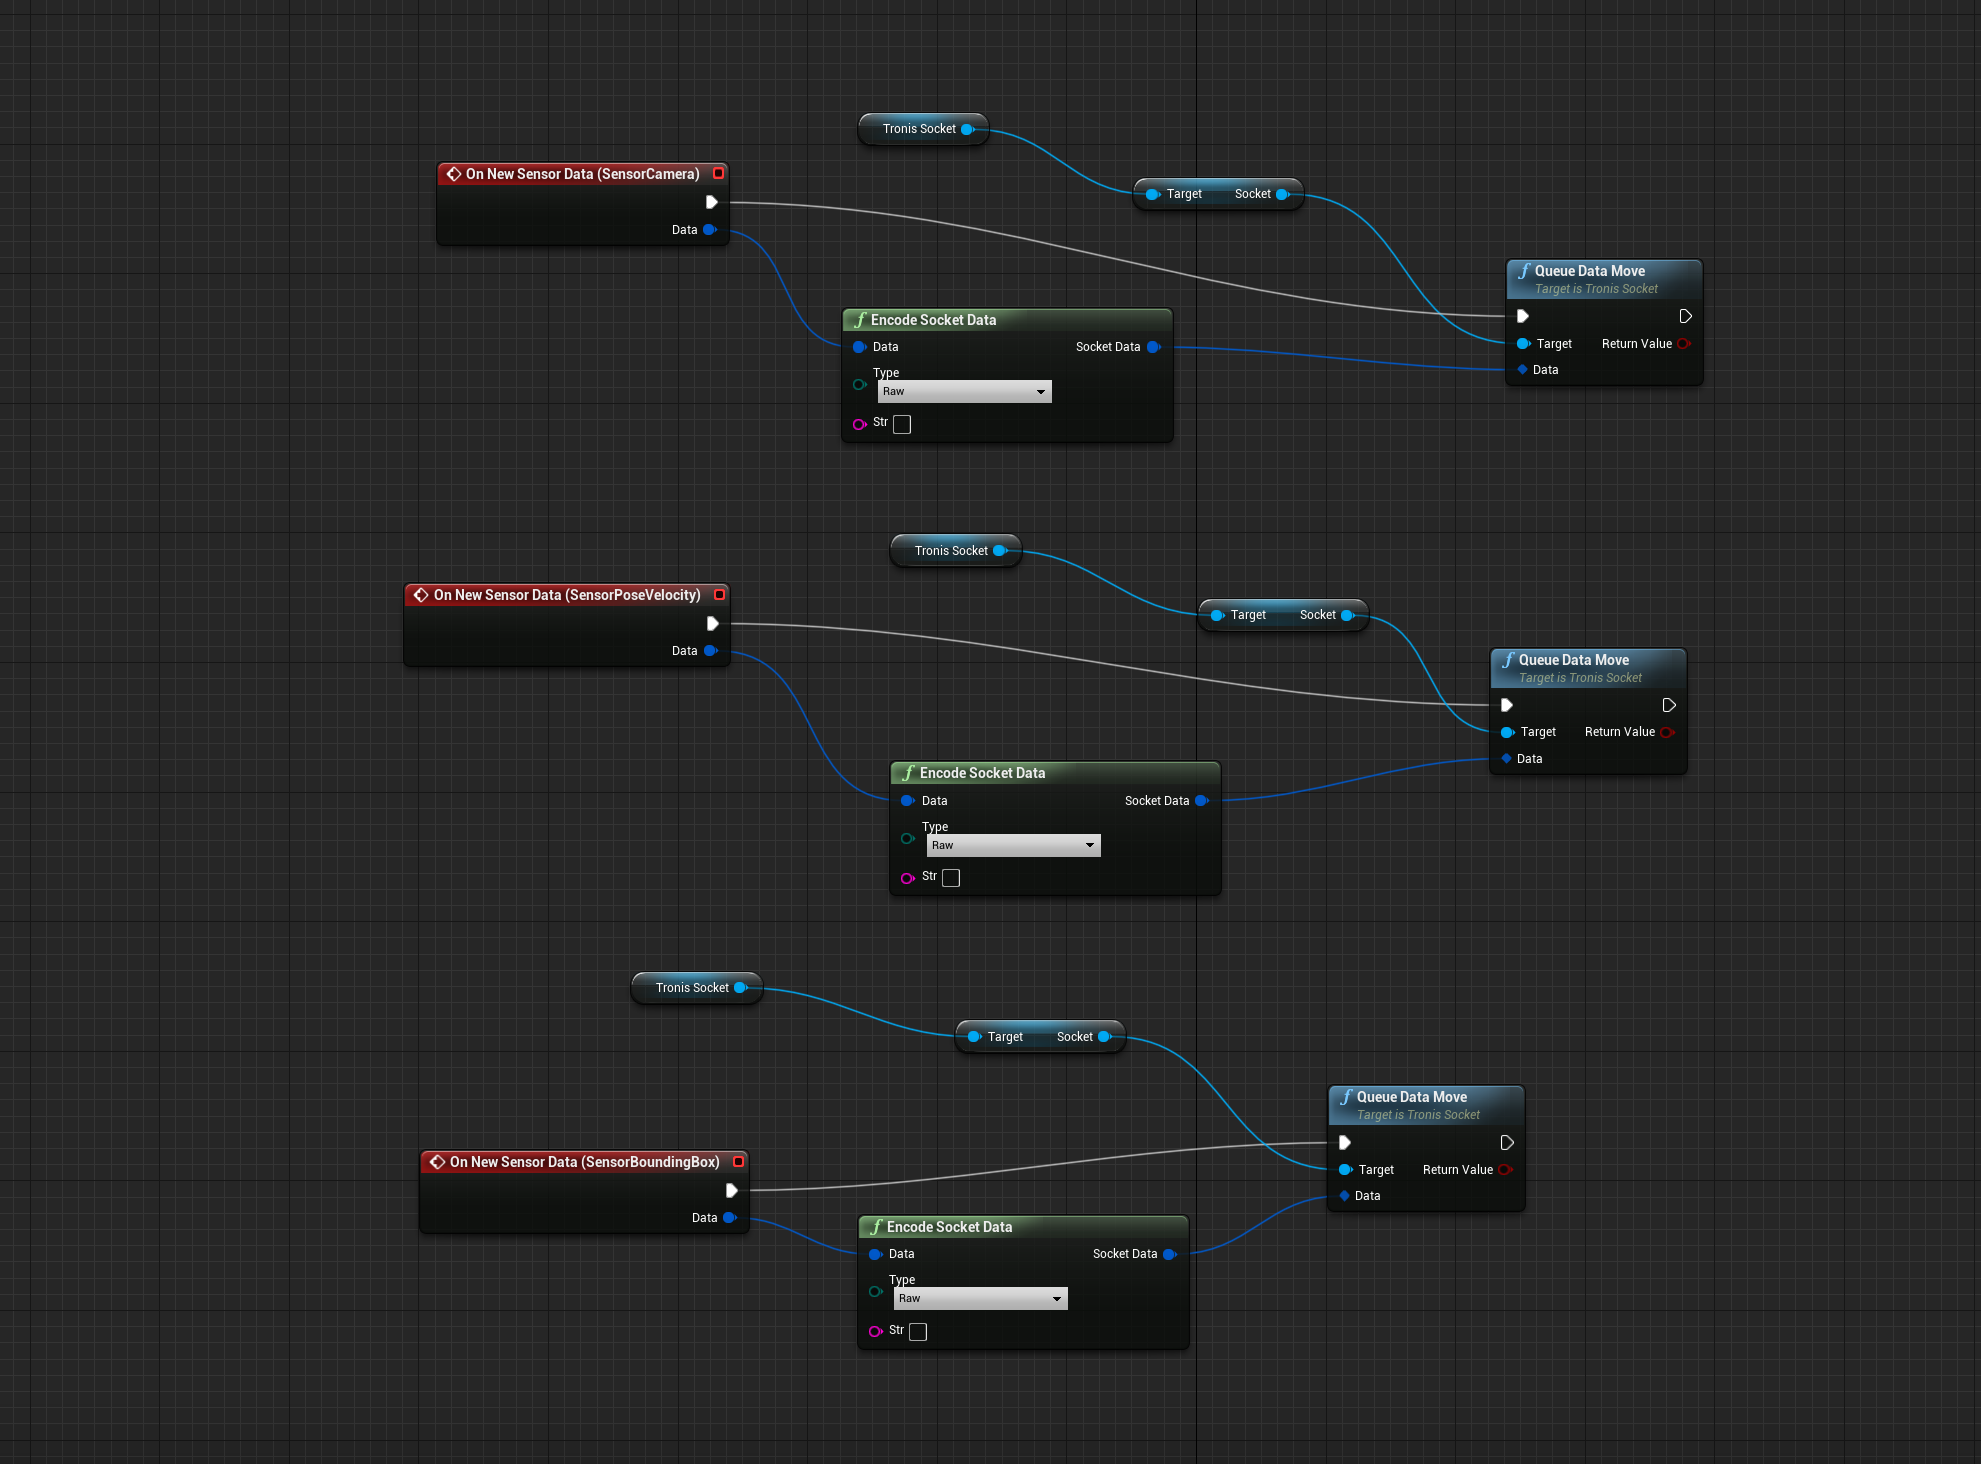 Tronis Socket
On New Sensor Data (SensorCamera)
Data
Target Socket
Queue Data Move
Target is Tronis Socket
Target Return Value
Data
Encode Socket Data
Data Socket Data
Type
Raw
Str
Tronis Socket
On New Sensor Data (SensorPoseVelocity)
Data
Target Socket
Queue Data Move
Target is Tronis Socket
Target Return Value
Data
Encode Socket Data
Data Socket Data
Type
Raw
Str
Tronis Socket
Target Socket
Queue Data Move
Target is Tronis Socket
Target Return Value
Data
On New Sensor Data (SensorBoundingBox)
Data
Encode Socket Data
Data Socket Data
Type
Raw
Str